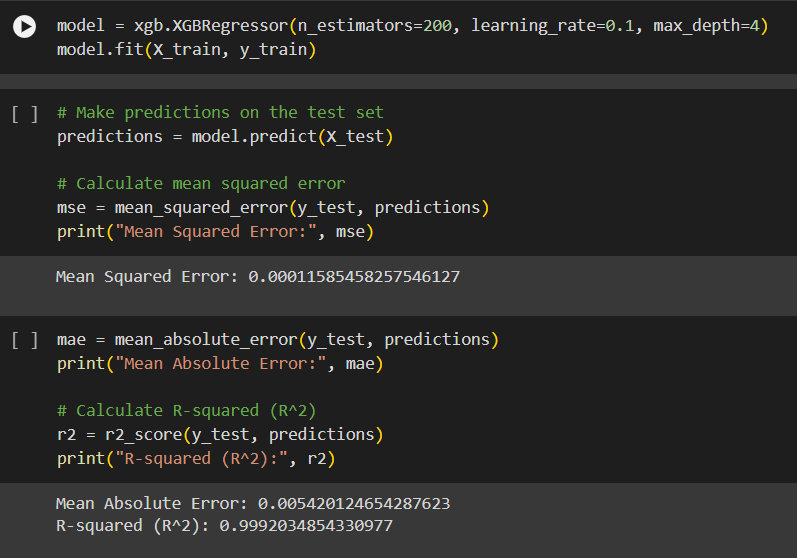 model = xgb.XGBRegressor(n_estimators=200, learning_rate=0.1, max_depth=4)
model.fit(X_train, y_train)
[ ] # Make predictions on the test set
predictions = model.predict(X_test)
# Calculate mean squared error
mse = mean_squared_error(y_test, predictions)
print("Mean Squared Error:", mse)
Mean Squared Error: 0.00011585458257546127
[ ] mae = mean_absolute_error(y_test, predictions)
print("Mean Absolute Error:", mae)
# Calculate R-squared (R^2)
r2 = r2_score(y_test, predictions)
print("R-squared (R^2):", r2)
Mean Absolute Error: 0.005420124654287623
R-squared (R^2): 0.9992034854330977